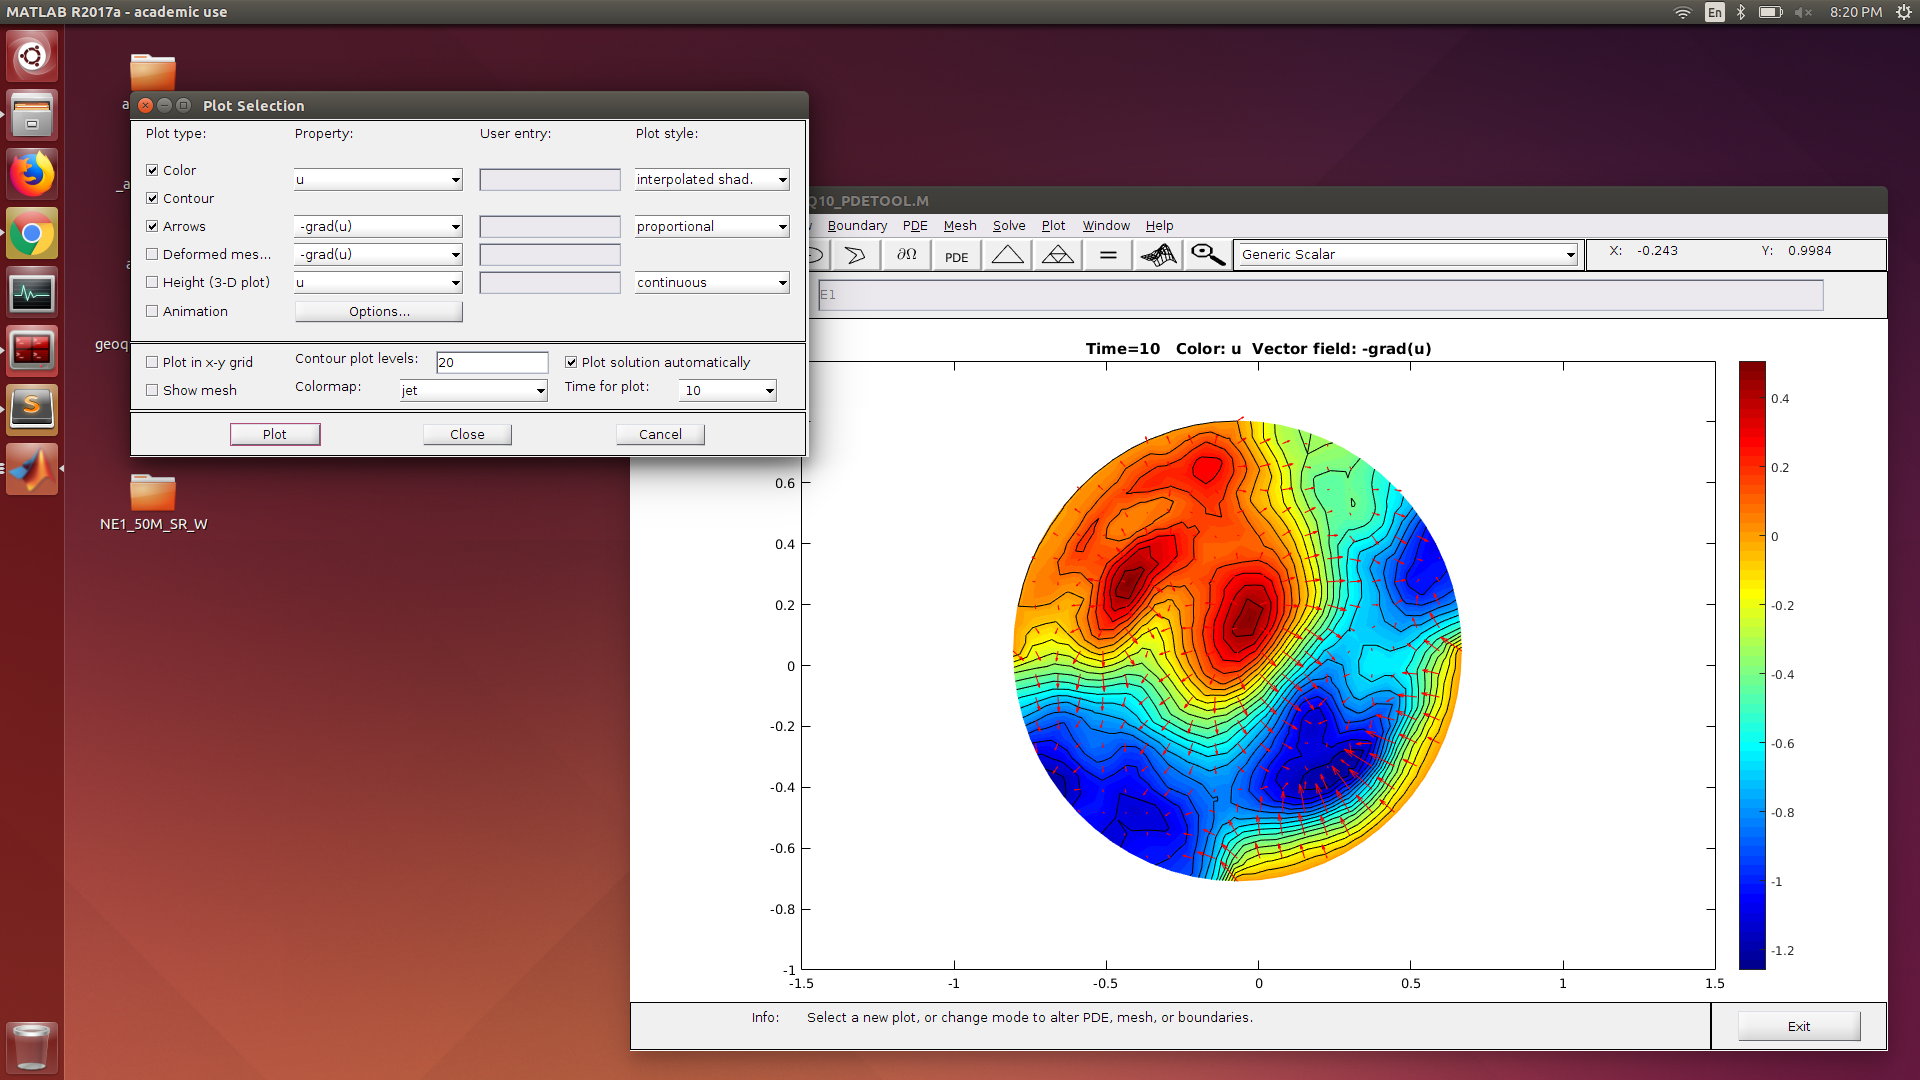 MATLAB R2017a - academic use
En
8:20 PM
Plot Selection
Plot type:
Property:
User entry:
Plot style:
Color
u
interpolated shad.
Contour
Arrows
-grad(u)
proportional
Deformed mes...
-grad(u)
Height (3-D plot)
u
continuous
Animation
Options...
Plot in x-y grid
Contour plot levels:
20
Plot solution automatically
Show mesh
Colormap:
jet
Time for plot:
10
Plot
Close
Cancel
NE1_50M_SR_W
Q10_PDETOOL.M
Boundary
PDE
Mesh
Solve
Plot
Window
Help
∂Ω
PDE
=
Generic Scalar
X: -0.243
Y: 0.9984
E1
Time=10 Color: u Vector field: -grad(u)
0.6
0.4
0.2
0
-0.2
-0.4
-0.6
-0.8
-1
-1.5
-1
-0.5
0
0.5
1
1.5
0.4
0.2
0
-0.2
-0.4
-0.6
-0.8
-1
-1.2
Info:
Select a new plot, or change mode to alter PDE, mesh, or boundaries.
Exit